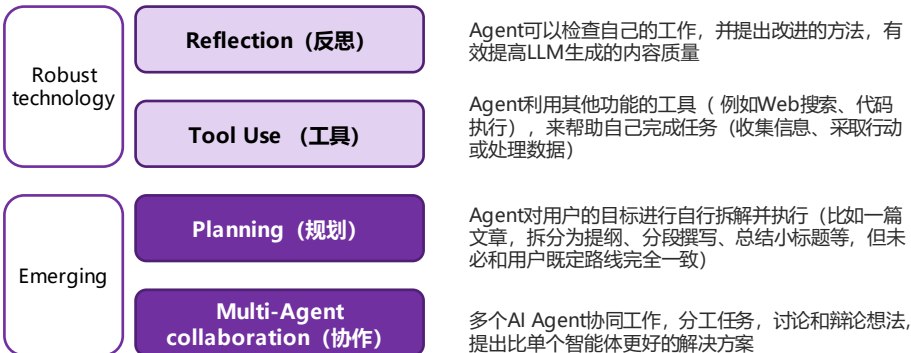 Robust
technology
Reflection（反思）
Agent可以检查自己的工作，并提出改进的方法，有
效提高LLM生成的内容质量
Tool Use （工具）
Agent利用其他功能的工具（ 例如Web搜索、代码
执行），来帮助自己完成任务（收集信息、采取行动
或处理数据）
Emerging
Planning（规划）
Agent对用户的目标进行自行拆解并执行（比如一篇
文章，拆分为提纲、分段撰写、总结小标题等，但未
必和用户既定路线完全一致）
Multi-Agent
collaboration（协作）
多个AI Agent协同工作，分工任务，讨论和辩论想法,
提出比单个智能体更好的解决方案